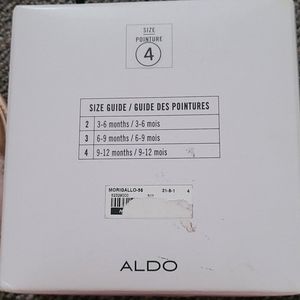 SIZE
POINTURE
4
SIZE GUIDE / GUIDE DES POINTURES
2 3-6 months / 3-6 mois
3 6-9 months / 6-9 mois
4 9-12 months / 9-12 mois
MORIGALLO-56 21-8-1 4
ALDO